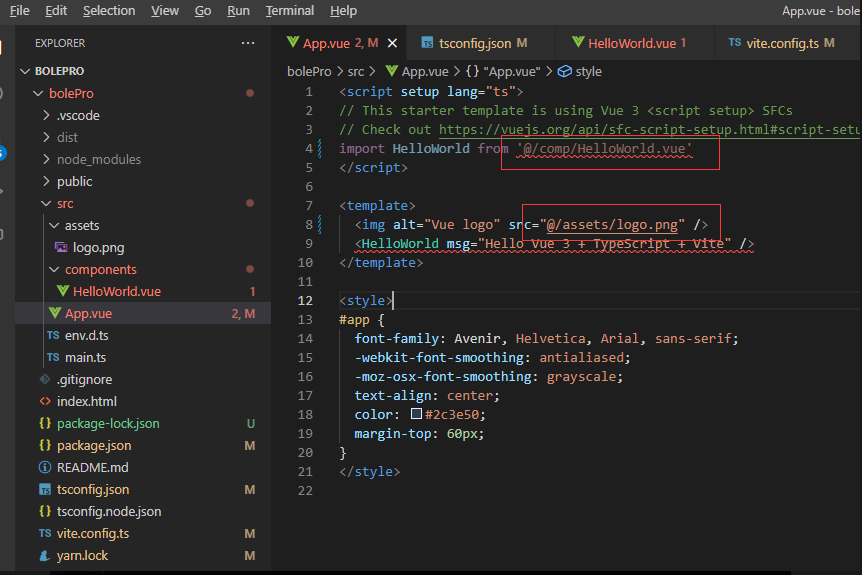 File Edit Selection View Go Run Terminal Help App.vue - bole
EXPLORER ···
App.vue 2, M
tsconfig.json M
HelloWorld.vue 1
vite.config.ts M
BOLEPRO
bolePro
.vscode
dist
node_modules
public
src
assets
logo.png
components
HelloWorld.vue 1
App.vue 2, M
TS env.d.ts
TS main.ts
.gitignore
<> index.html
{} package-lock.json U
{} package.json M
README.md
tsconfig.json M
{} tsconfig.node.json
TS vite.config.ts M
yarn.lock M
bolePro > src > App.vue > {} "App.vue" > style
1 <script setup lang="ts">
2 // This starter template is using Vue 3 <script setup> SFCs
3 // Check out https://vuejs.org/api/sfc-script-setup.html#script-setu
4 import HelloWorld from '@/comp/HelloWorld.vue'
5 </script>
6
7 <template>
8 <img alt="Vue logo" src="@/assets/logo.png" />
9 <HelloWorld msg="Hello Vue 3 + TypeScript + Vite" />
10 </template>
11
12 <style>
13 #app {
14 font-family: Avenir, Helvetica, Arial, sans-serif;
15 -webkit-font-smoothing: antialiased;
16 -moz-osx-font-smoothing: grayscale;
17 text-align: center;
18 color: #2c3e50;
19 margin-top: 60px;
20 }
21 </style>
22